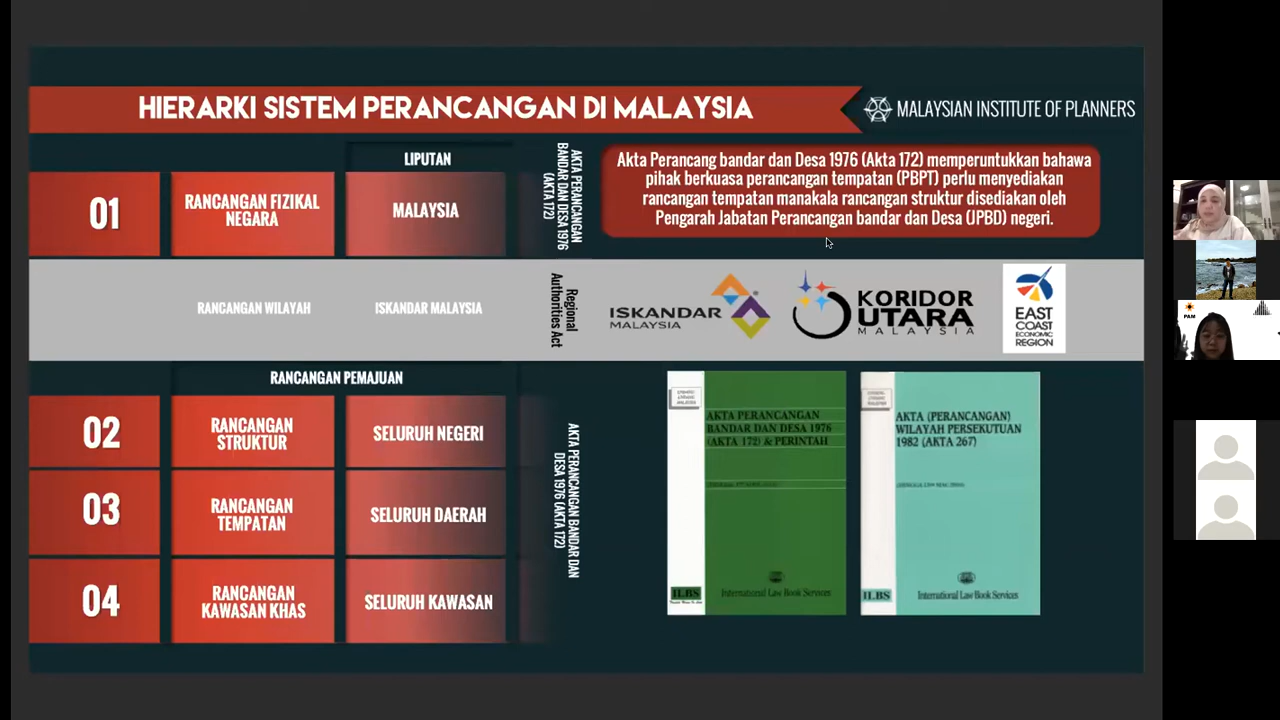 HIERARKI SISTEM PERANCANGAN DI MALAYSIA
MALAYSIAN INSTITUTE OF PLANNERS
LIPUTAN
01
RANCANGAN FIZIKAL
NEGARA
MALAYSIA
AKTA PERANCANGAN
BANDAR DAN DESA 1976
(AKTA 172)
Akta Perancang bandar dan Desa 1976 (Akta 172) memperuntukkan bahawa
pihak berkuasa perancangan tempatan (PBPT) perlu menyediakan
rancangan tempatan manakala rancangan struktur disediakan oleh
Pengarah Jabatan Perancangan bandar dan Desa (JPBD) negeri.
RANCANGAN WILAYAH
ISKANDAR MALAYSIA
Regional
Authorities Act
ISKANDAR
MALAYSIA
KORIDOR
UTARA
MALAYSIA
EAST
COAST
ECONOMIC
REGION
RANCANGAN PEMAJUAN
02
RANCANGAN
STRUKTUR
SELURUH NEGERI
03
RANCANGAN
TEMPATAN
SELURUH DAERAH
04
RANCANGAN
KAWASAN KHAS
SELURUH KAWASAN
AKTA PERANCANGAN BANDAR DAN
DESA 1976 (AKTA 172)
AKTA PERANCANGAN
BANDAR DAN DESA 1976
(AKTA 172) & PERINTAH
ILBS
International Law Book Services
AKTA (PERANCANGAN)
WILAYAH PERSEKUTUAN
1982 (AKTA 267)
ILBS
International Law Book Services
PAM